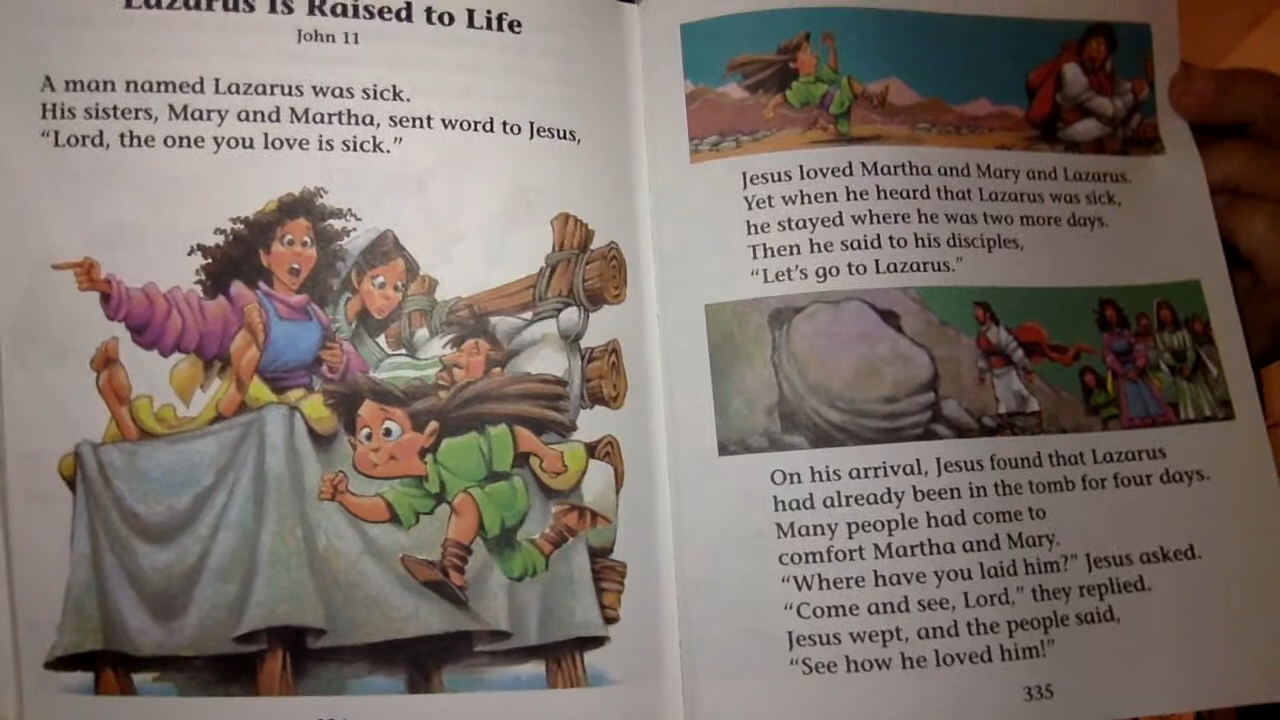 Lazarus Is Raised to Life
John 11
A man named Lazarus was sick.
His sisters, Mary and Martha, sent word to Jesus,
“Lord, the one you love is sick.”
Jesus loved Martha and Mary and Lazarus.
Yet when he heard that Lazarus was sick,
he stayed where he was two more days.
Then he said to his disciples,
“Let’s go to Lazarus.”
On his arrival, Jesus found that Lazarus
had already been in the tomb for four days.
Many people had come to
comfort Martha and Mary.
“Where have you laid him?” Jesus asked.
“Come and see, Lord,” they replied.
Jesus wept, and the people said,
“See how he loved him!”
335